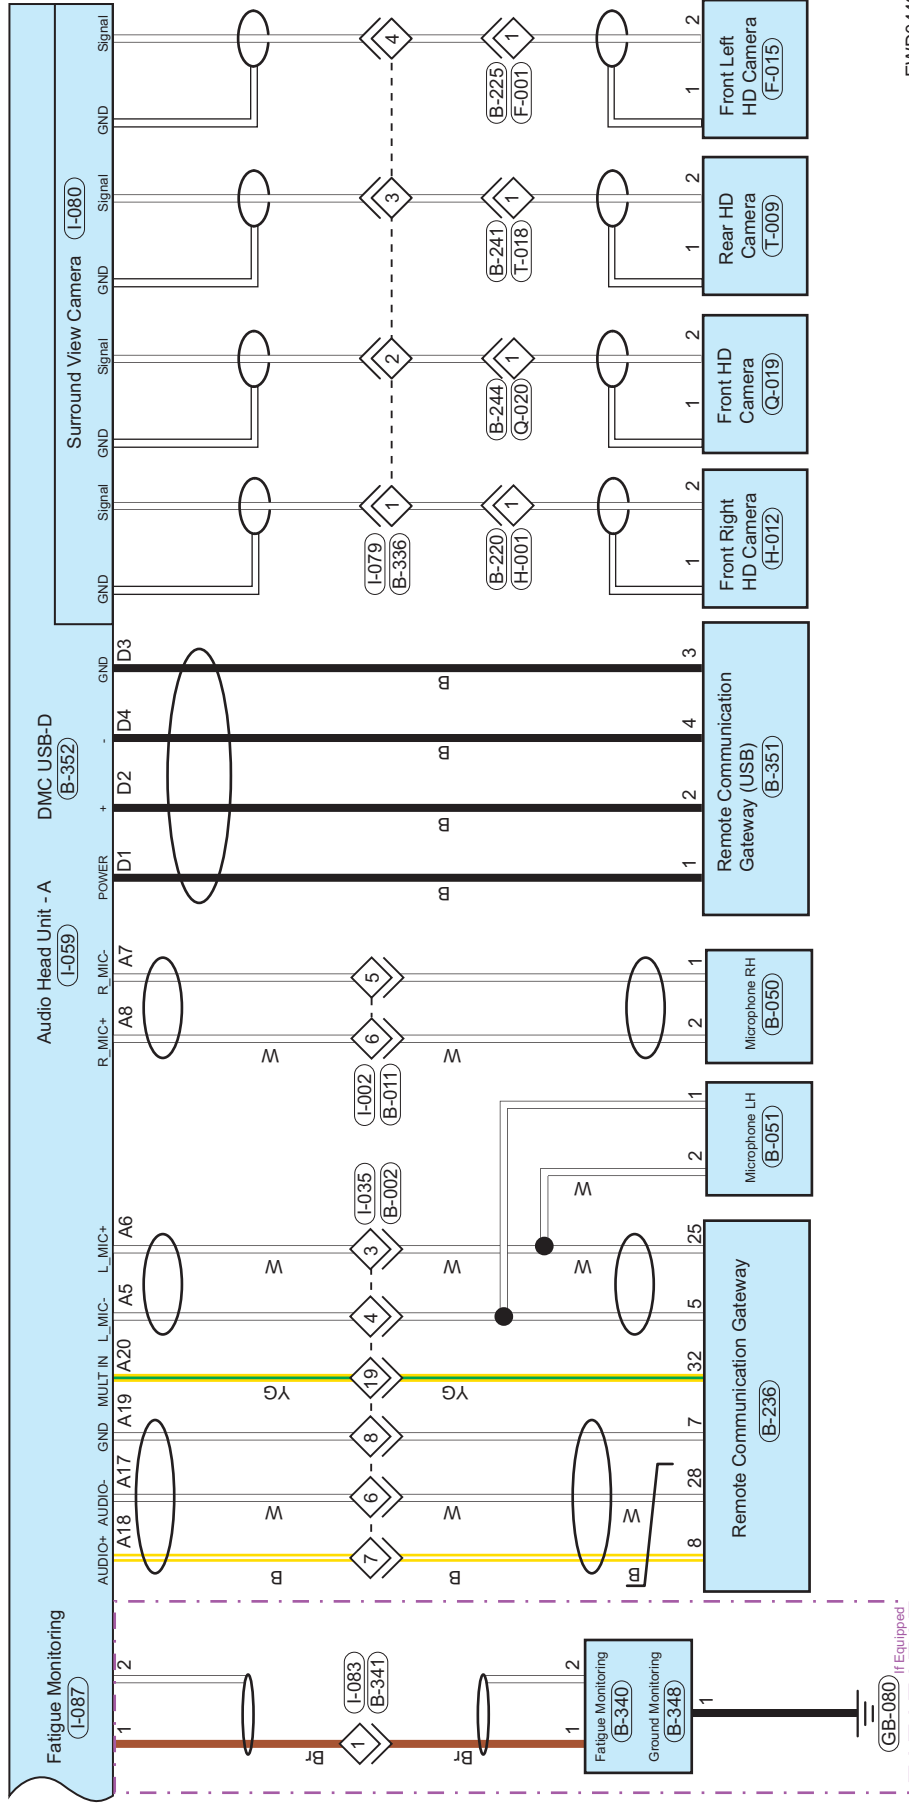 Fatigue Monitoring
I-087
Audio Head Unit - A
I-059
DMC USB-D
B-352
Surround View Camera
I-080
1
2
AUDIO+
A18
AUDIO-
A17
GND
A19
MULT IN
A20
L_MIC-
A5
L_MIC+
A6
R_MIC+
A8
R_MIC-
A7
POWER
D1
+
D2
-
D4
GND
D3
GND
Signal
GND
Signal
GND
Signal
GND
Signal
Br
B
W
YG
W
W
I-083
B-341
1
7
6
8
19
4
3
I-035
B-002
I-002
B-011
6
5
I-079
B-336
1
2
3
4
Br
B
W
YG
W
W
B
B
B
B
B-220
H-001
1
B-244
Q-020
1
B-241
T-018
1
B-225
F-001
1
B
W
W
W
1
2
8
28
7
32
5
25
2
1
2
1
1
2
4
3
1
2
1
2
1
2
1
2
Fatigue Monitoring
B-340
Ground Monitoring
B-348
1
GB-080
If Equipped
Remote Communication Gateway
B-236
Microphone LH
B-051
Microphone RH
B-050
Remote Communication
Gateway (USB)
B-351
Front Right
HD Camera
H-012
Front HD
Camera
Q-019
Rear HD
Camera
T-009
Front Left
HD Camera
F-015